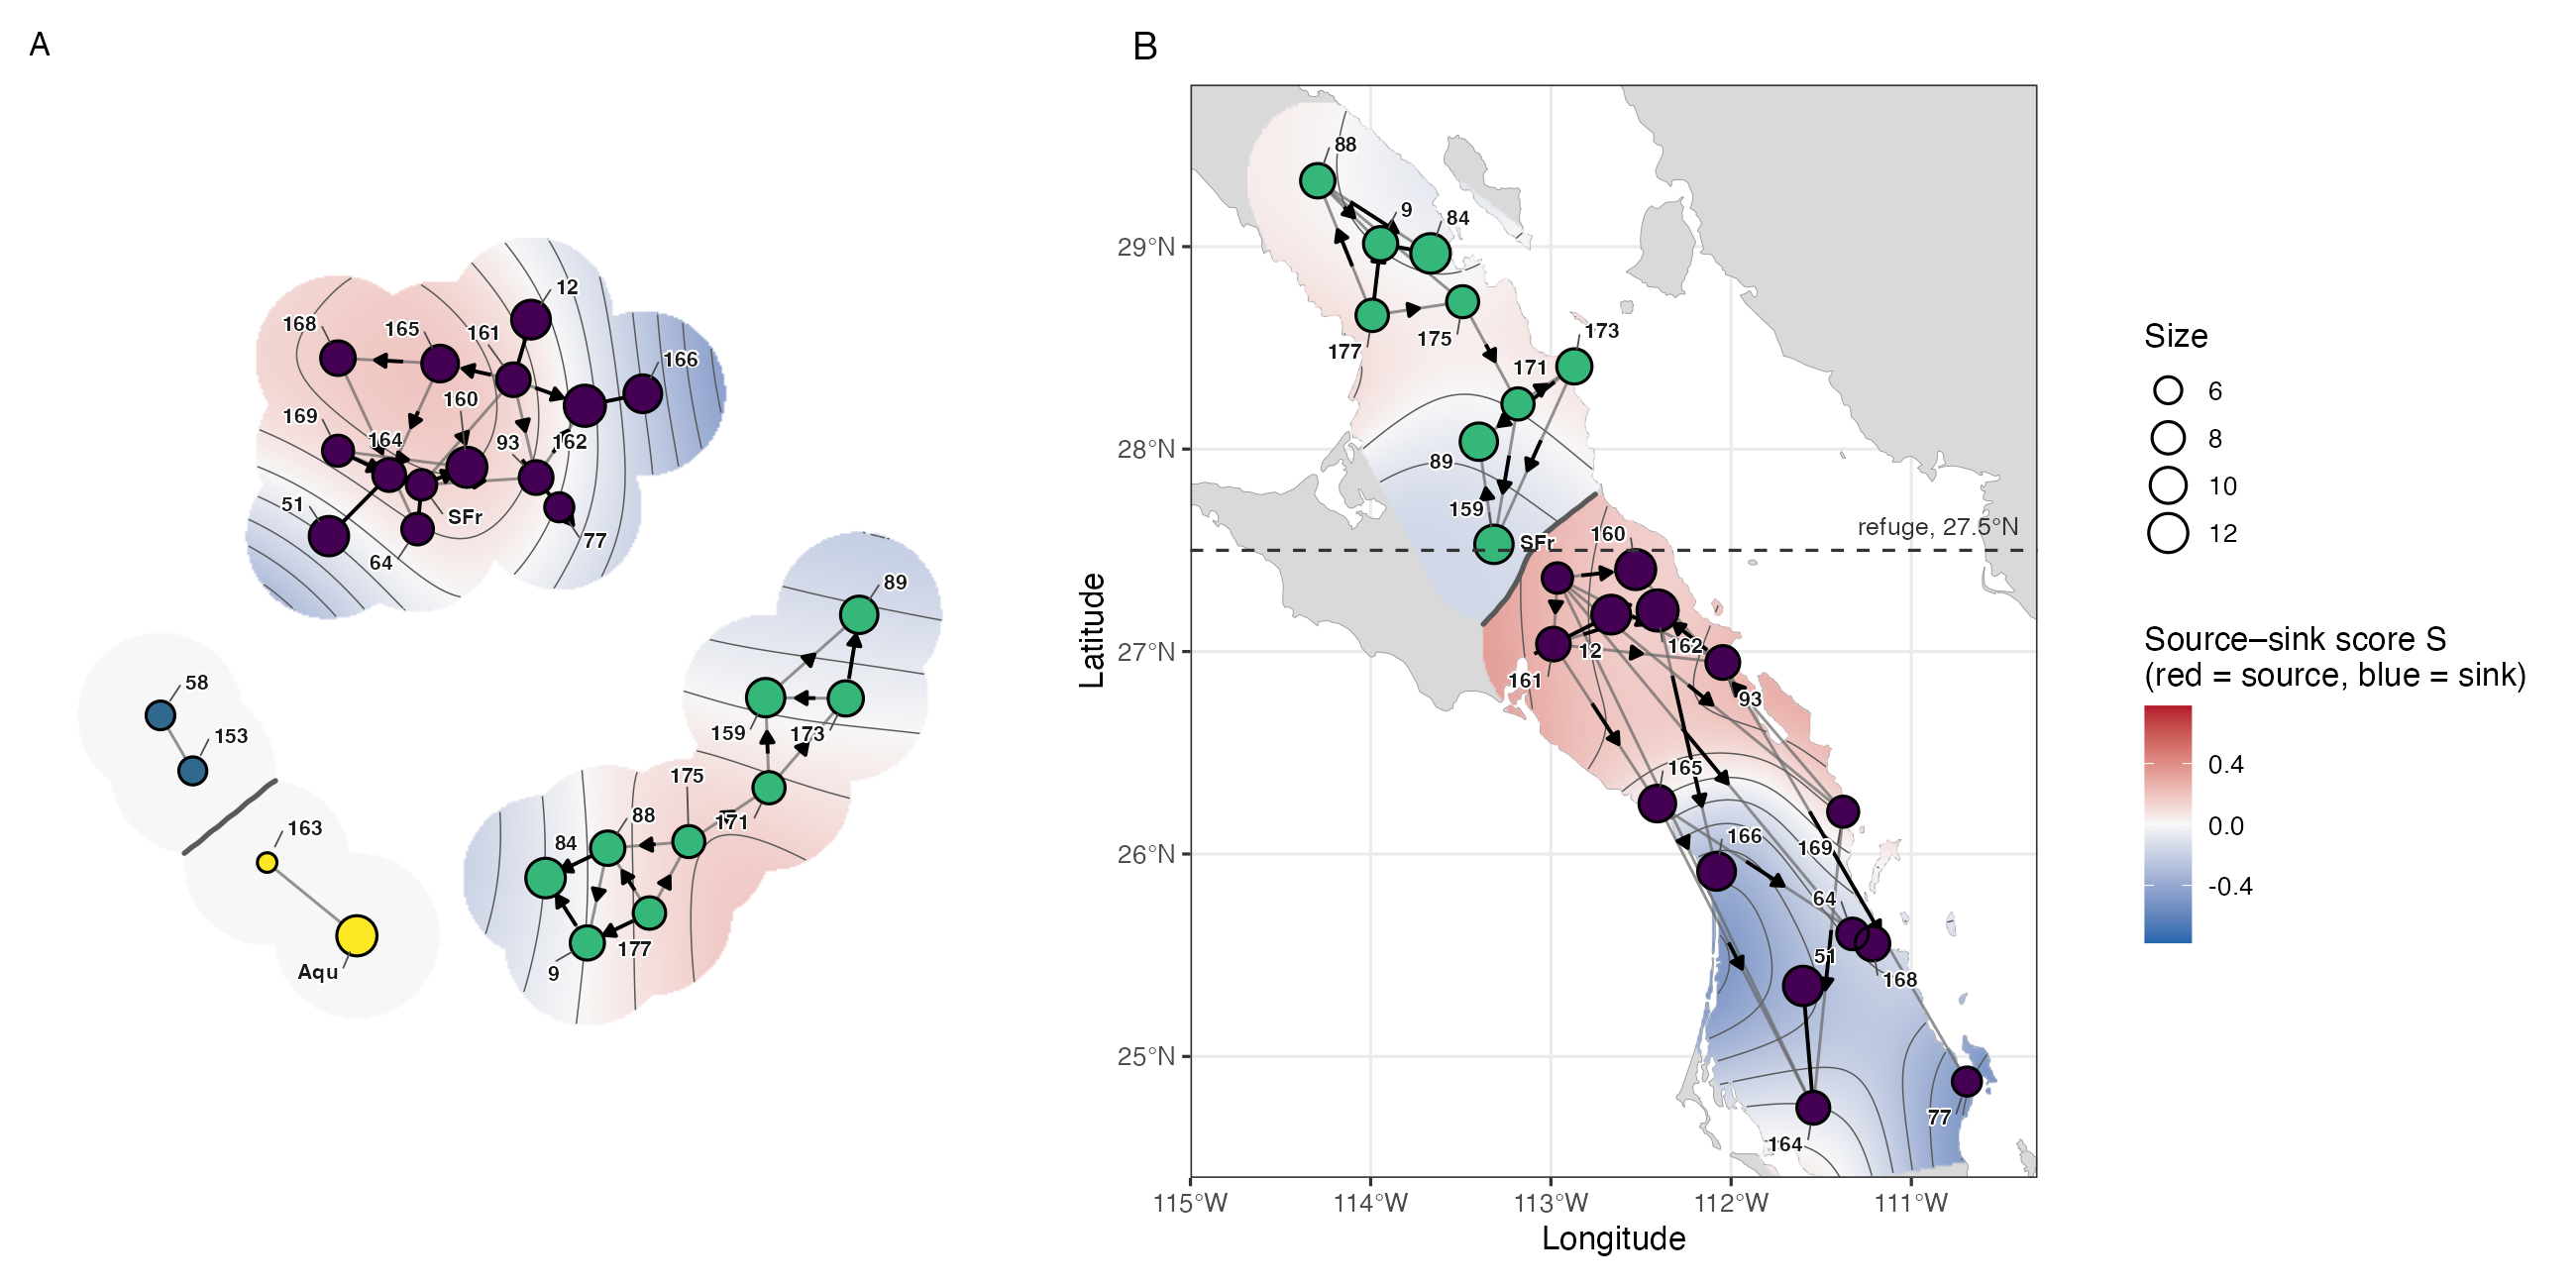 A
12
168
165
161
166
160
169
164
93
162
51
SFr
77
64
89
58
153
159
173
175
163
88
171
84
177
9
Aqu
B
88
9
84
29°N
173
177
175
171
28°N
89
159
refuge, 27.5°N
SFr
160
27°N
12
162
161
93
165
166
26°N
169
64
51
168
25°N
77
164
115°W
114°W
113°W
112°W
111°W
Longitude
Latitude
Size
6
8
10
12
Source−sink score S
(red = source, blue = sink)
0.4
0.0
-0.4